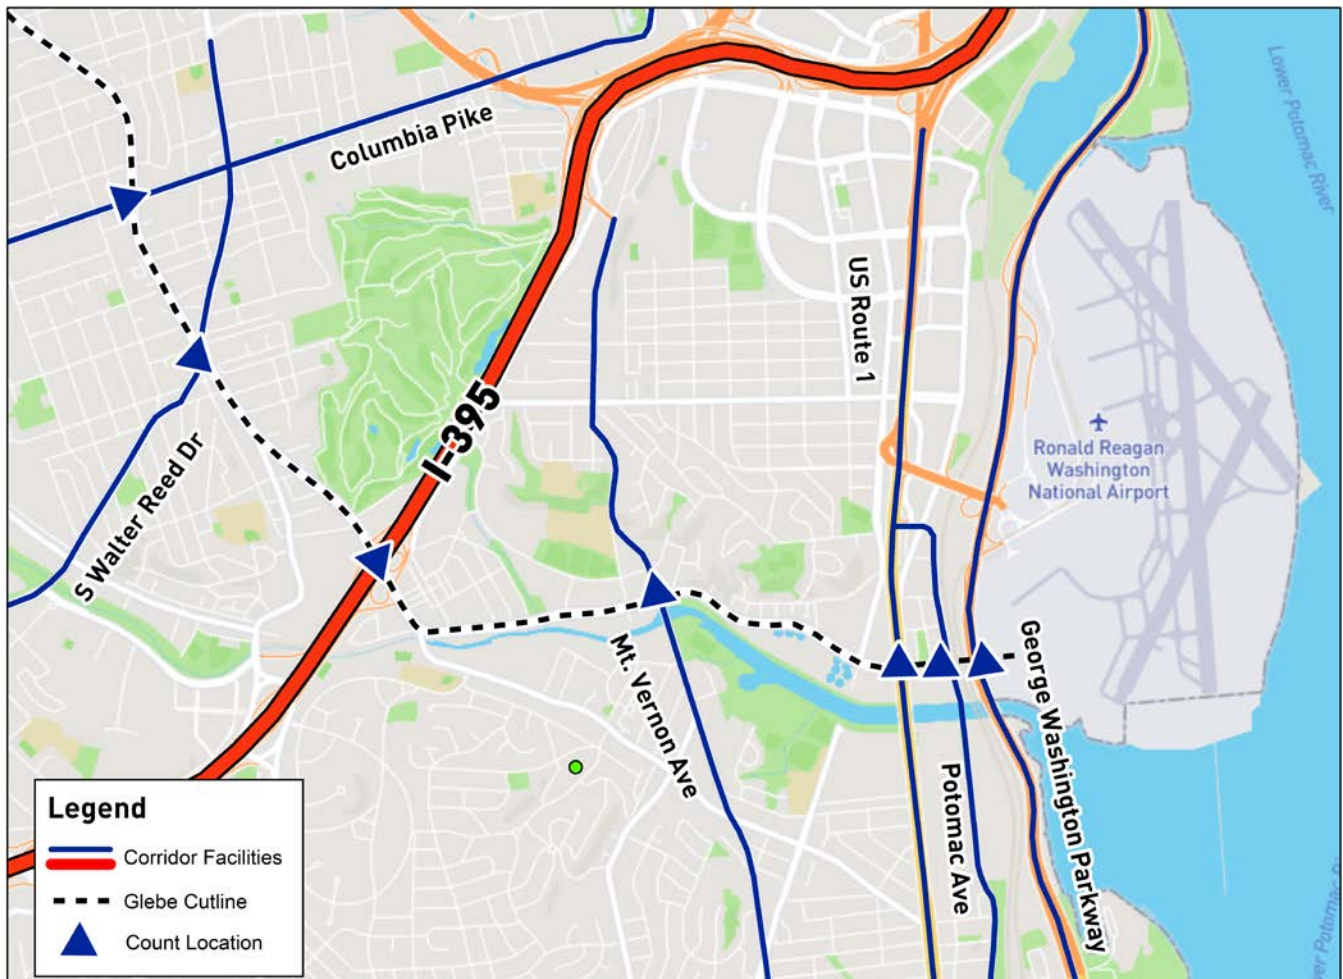 Lower Potomac River
Columbia Pike
US Route 1
I-395
Ronald Reagan
Washington
National Airport
S Walter Reed Dr
Mt. Vernon Ave
George Washington Parkway
Potomac Ave
Legend
Corridor Facilities
Glebe Cutline
Count Location